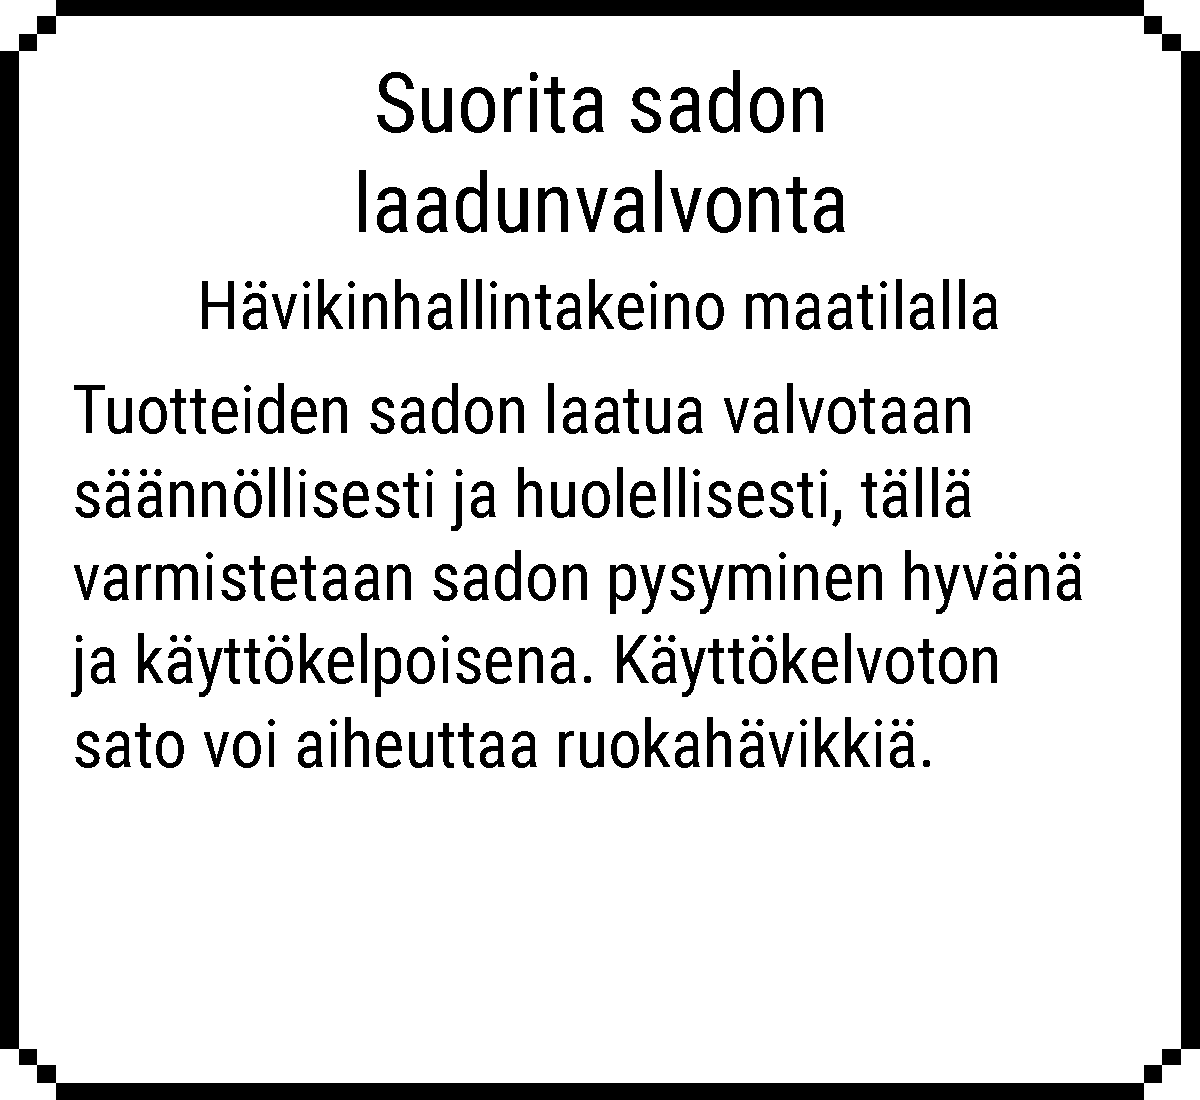 Suorita sadon
laadunvalvonta
Hävikinhallintakeino maatilalla
Tuotteiden sadon laatua valvotaan
säännöllisesti ja huolellisesti, tällä
varmistetaan sadon pysyminen hyvänä
ja käyttökelpoisena. Käyttökelvoton
sato voi aiheuttaa ruokahävikkiä.